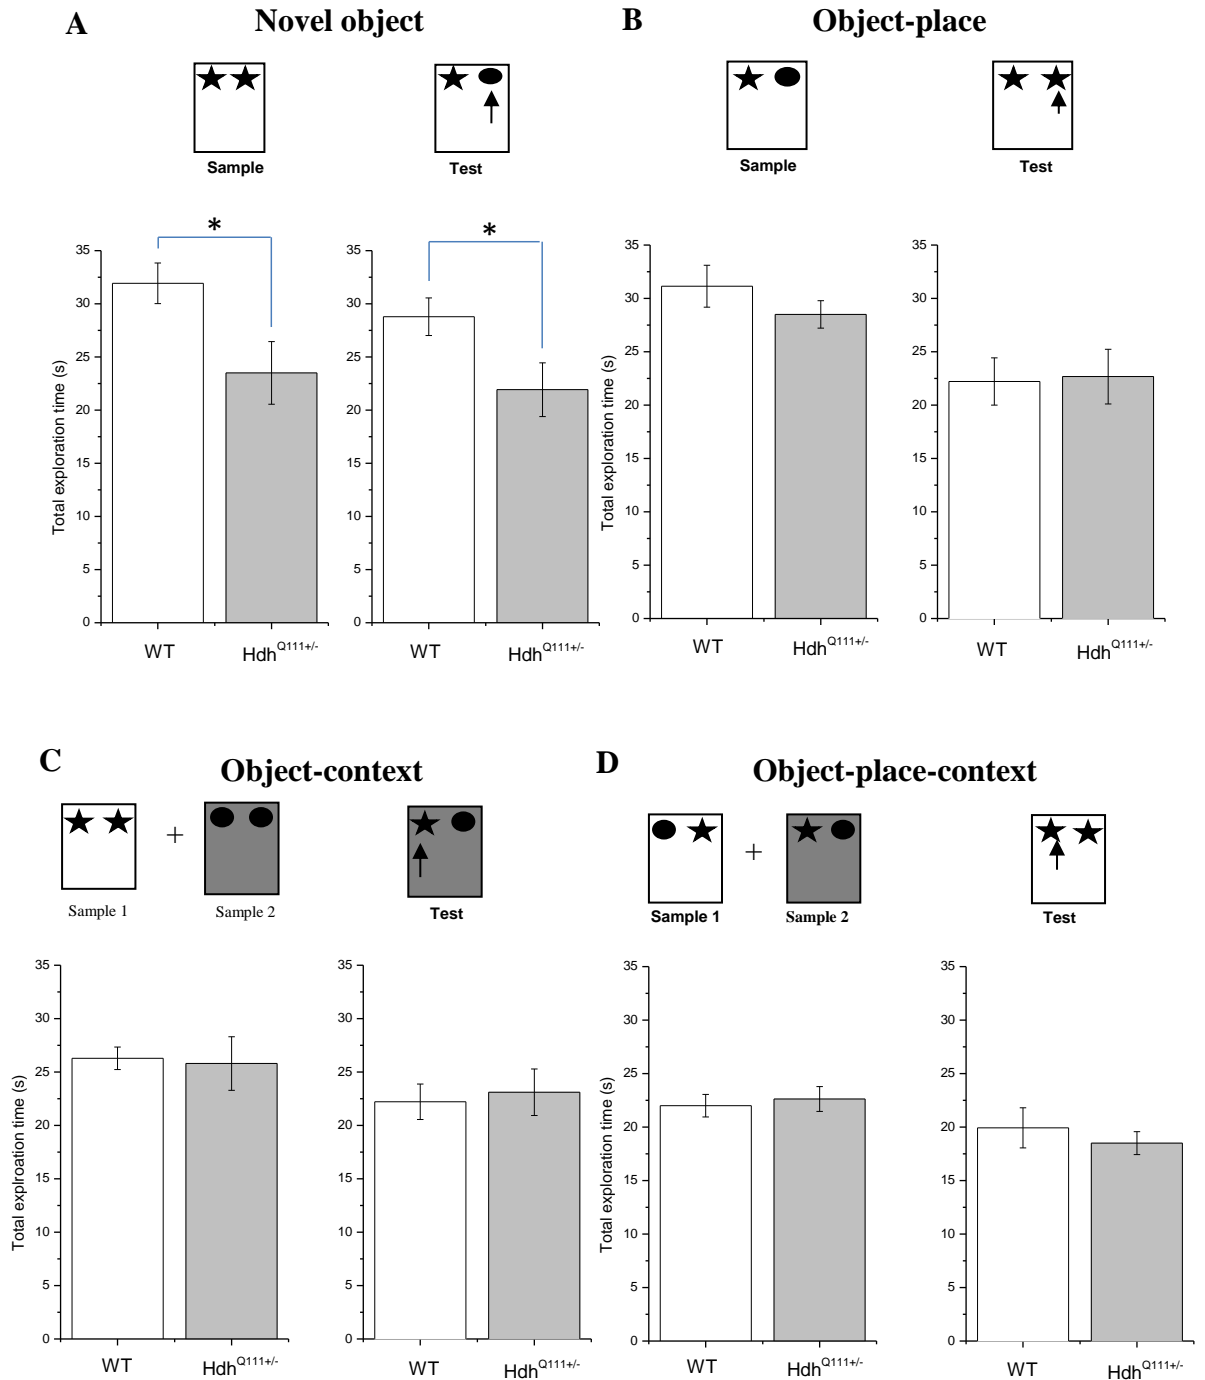 A
Novel object
B
Object-place
Sample
Test
Sample
Test
*
*
35
30
25
20
15
10
5
0
Total exploration time (s)
WT
Hdh^Q111+/-
35
30
25
20
15
10
5
0
WT
Hdh^Q111+/-
35
30
25
20
15
10
5
0
Total exploration time (s)
WT
Hdh^Q111+/-
35
30
25
20
15
10
5
0
WT
Hdh^Q111+/-
C
Object-context
D
Object-place-context
+
+
Sample 1
Sample 2
Test
Sample 1
Sample 2
Test
35
30
25
20
15
10
5
0
Total explroation time (s)
WT
Hdh^Q111+/-
35
30
25
20
15
10
5
0
WT
Hdh^Q111+/-
35
30
25
20
15
10
5
0
Total exploration time (s)
WT
Hdh^Q111+/-
35
30
25
20
15
10
5
0
WT
Hdh^Q111+/-